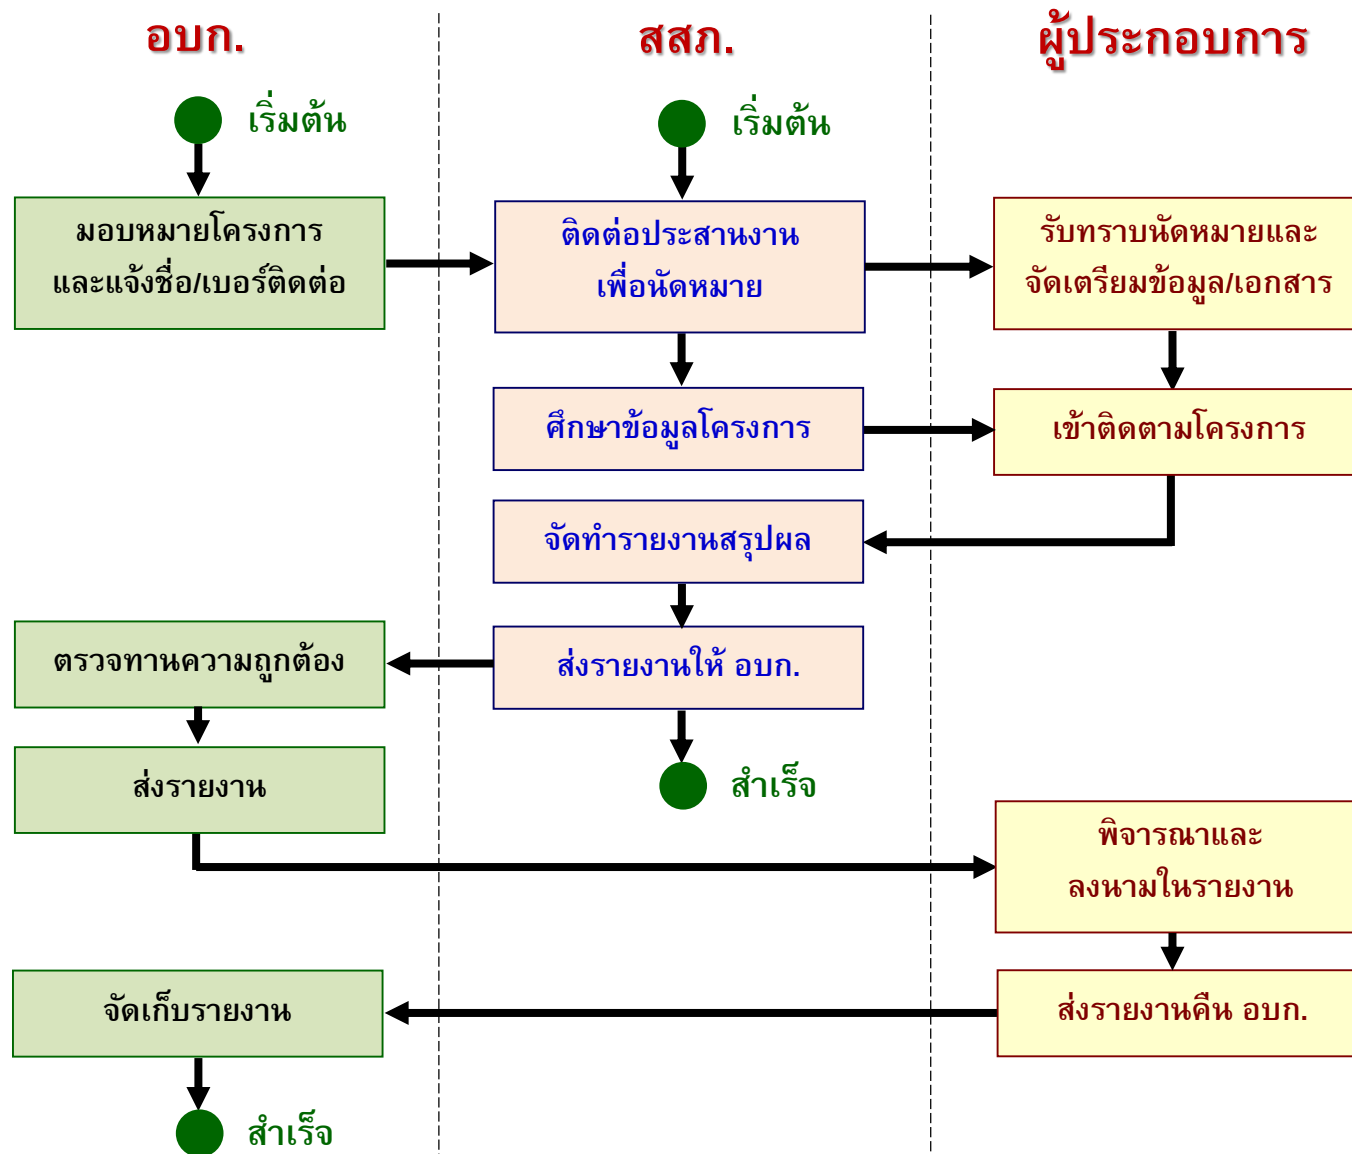 อบก.
สสภ.
ผู้ประกอบการ
เริ่มต้น
เริ่มต้น
มอบหมายโครงการ
และแจ้งชื่อ/เบอร์ติดต่อ
ติดต่อประสานงาน
เพื่อนัดหมาย
รับทราบนัดหมายและ
จัดเตรียมข้อมูล/เอกสาร
ศึกษาข้อมูลโครงการ
เข้าติดตามโครงการ
จัดทำรายงานสรุปผล
ตรวจทานความถูกต้อง
ส่งรายงานให้ อบก.
ส่งรายงาน
สำเร็จ
พิจารณาและ
ลงนามในรายงาน
จัดเก็บรายงาน
ส่งรายงานคืน อบก.
สำเร็จ